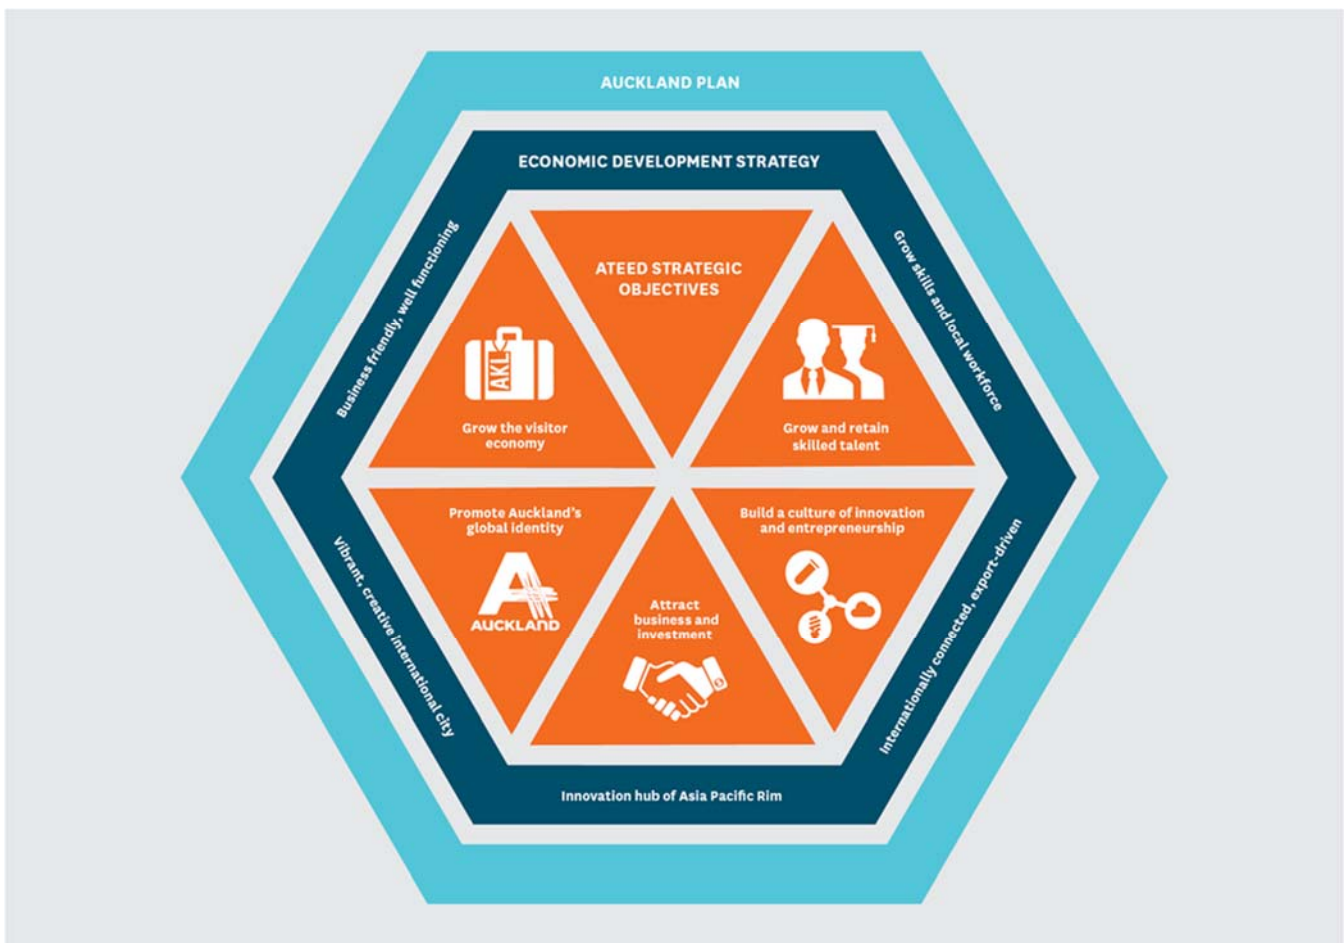 AUCKLAND PLAN
ECONOMIC DEVELOPMENT STRATEGY
Business friendly, well functioning
Grow skills and local workforce
ATEED STRATEGIC
OBJECTIVES
AKL
Grow the visitor
economy
Grow and retain
skilled talent
Promote Auckland's
global identity
AUCKLAND
Attract
business and
investment
Build a culture of innovation
and entrepreneurship
Vibrant, creative international city
Internationally connected, export-driven
Innovation hub of Asia Pacific Rim